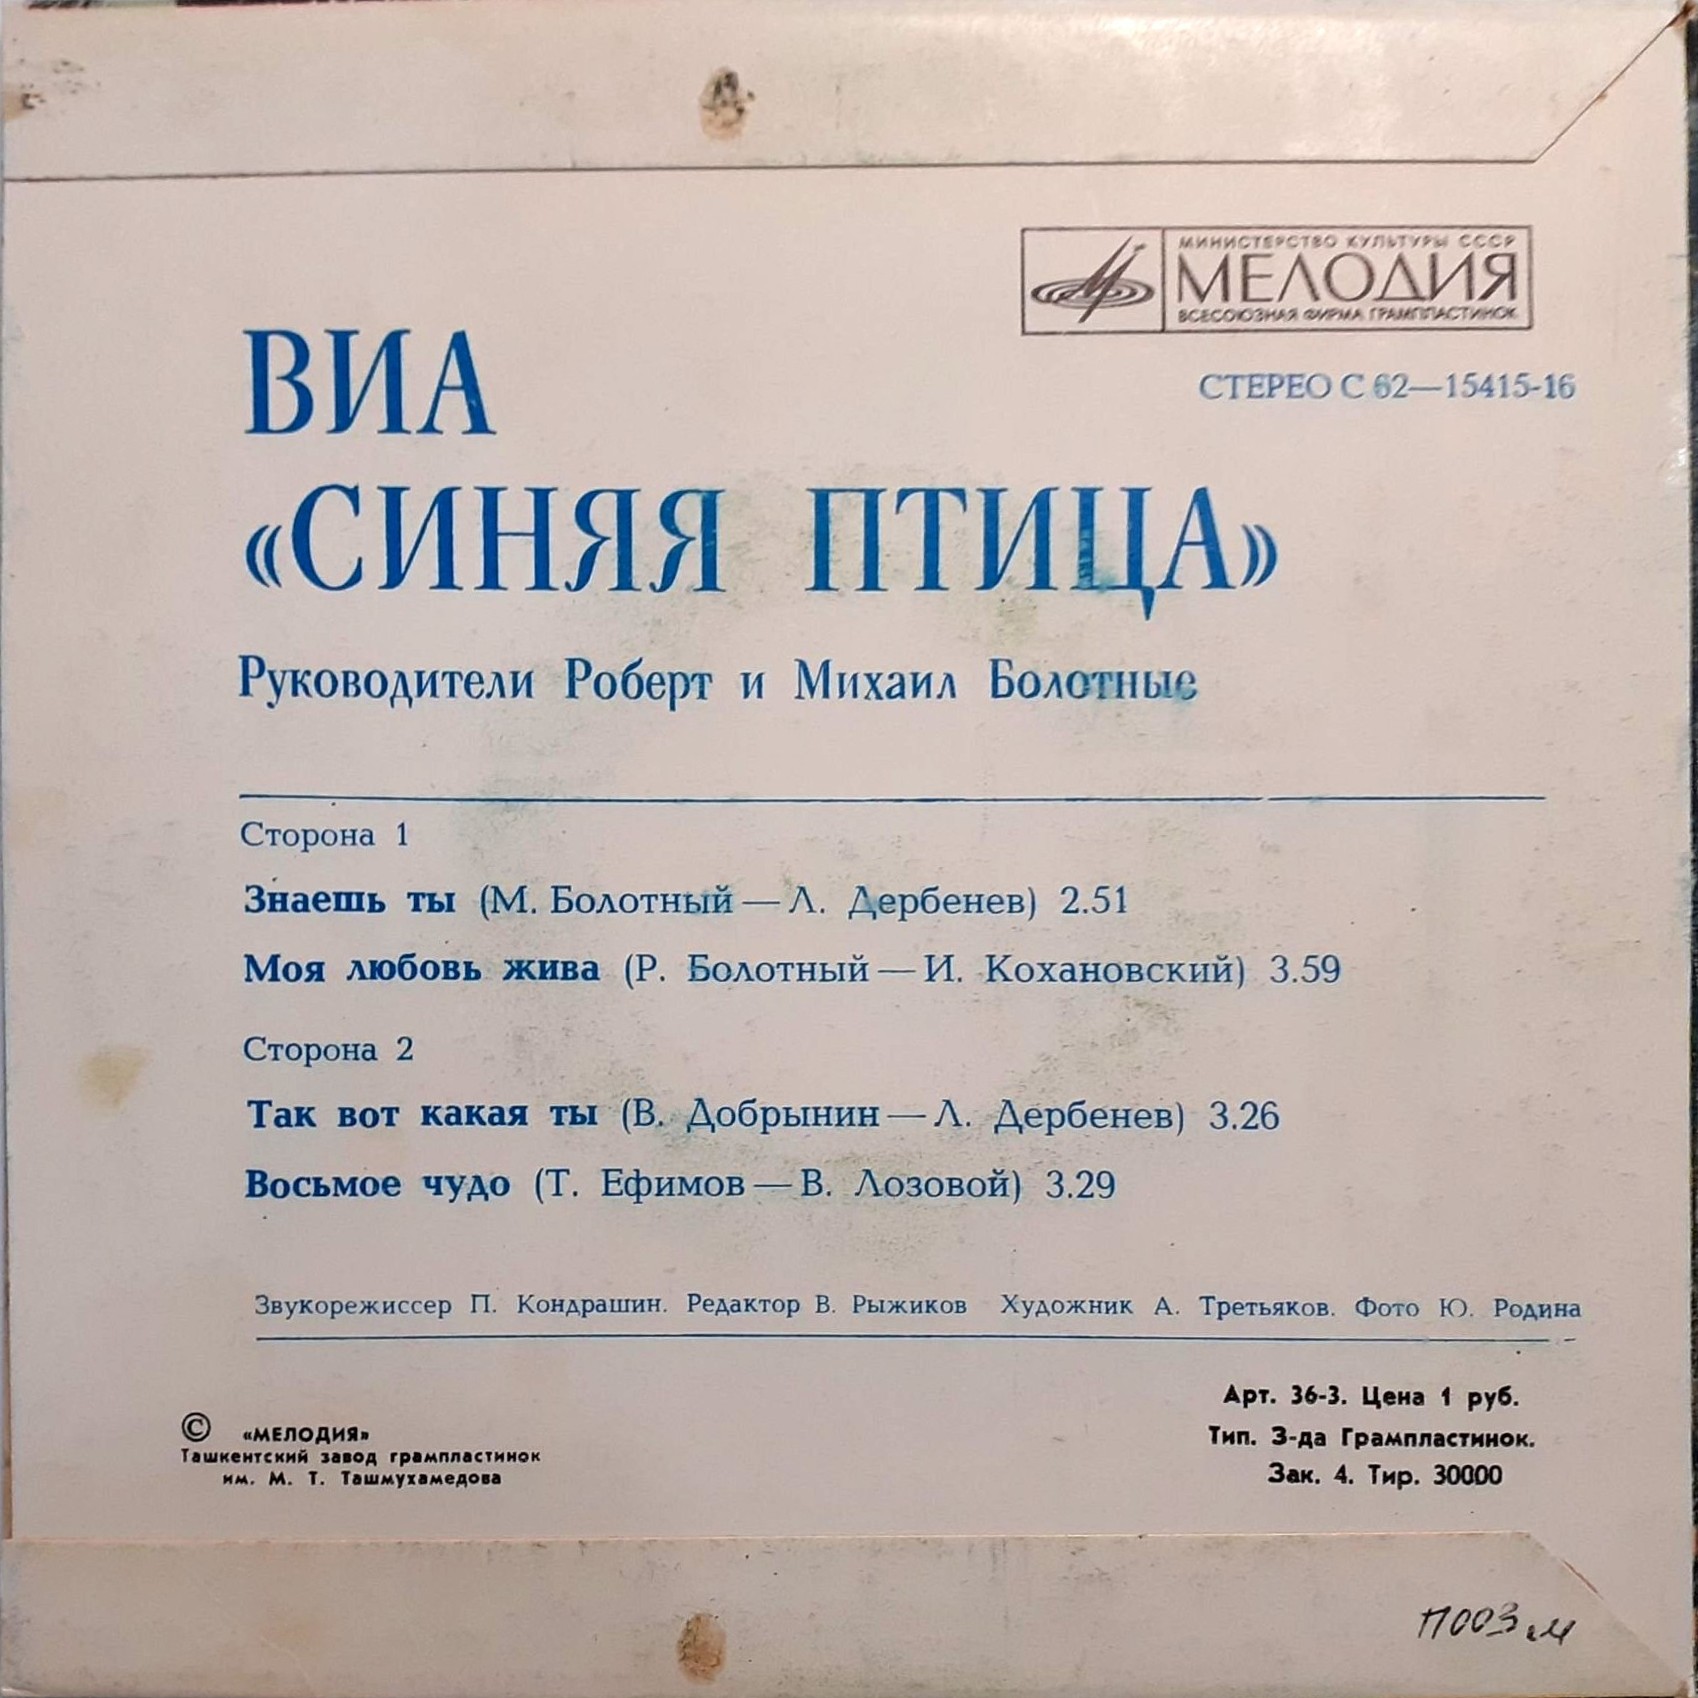 МИНИСТЕРСТВО КУЛЬТУРЫ СССР
МЕЛОДИЯ
ВСЕСОЮЗНАЯ ФИРМА ГРАМПЛАСТИНОК
СТЕРЕО С 62—15415-16
ВИА
«СИНЯЯ ПТИЦА»
Руководители Роберт и Михаил Болотные
Сторона 1
Знаешь ты (М. Болотный — Л. Дербенев) 2.51
Моя любовь жива (Р. Болотный — И. Кохановский) 3.59
Сторона 2
Так вот какая ты (В. Добрынин — Л. Дербенев) 3.26
Восьмое чудо (Т. Ефимов — В. Лозовой) 3.29
Звукорежиссер П. Кондрашин. Редактор В. Рыжиков Художник А. Третьяков. Фото Ю. Родина
© «МЕЛОДИЯ»
Ташкентский завод грампластинок
им. М. Т. Ташмухамедова
Арт. 36-3. Цена 1 руб.
Тип. З-да Грампластинок.
Зак. 4. Тир. 30000
П003м